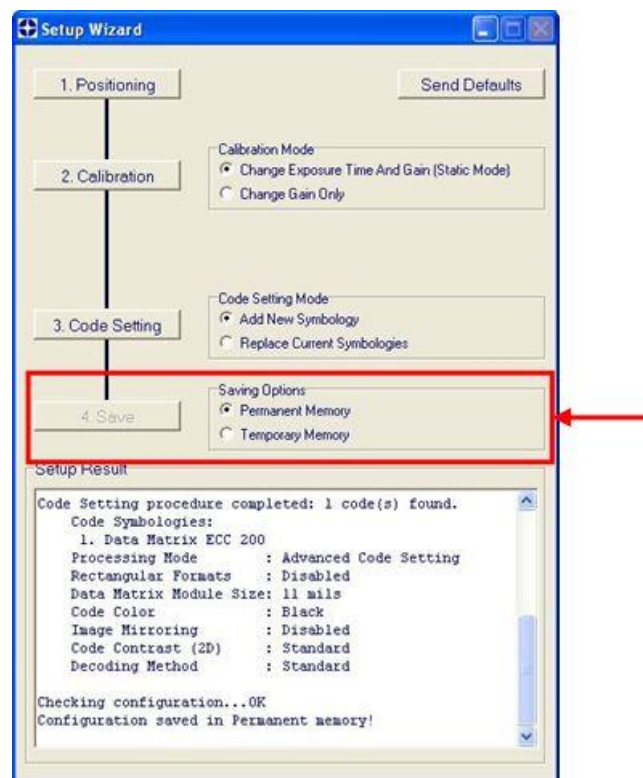 Setup Wizard
1. Positioning
Send Defaults
Calibration Mode
2. Calibration
Change Exposure Time And Gain (Static Mode)
Change Gain Only
Code Setting Mode
3. Code Setting
Add New Symbology
Replace Current Symbologies
Saving Options
4. Save
Permanent Memory
Temporary Memory
Setup Result
Code Setting procedure completed: 1 code(s) found.
Code Symbologies:
1. Data Matrix ECC 200
Processing Mode : Advanced Code Setting
Rectangular Formats : Disabled
Data Matrix Module Size: 11 mils
Code Color : Black
Image Mirroring : Disabled
Code Contrast (2D) : Standard
Decoding Method : Standard
Checking configuration...OK
Configuration saved in Permanent memory!